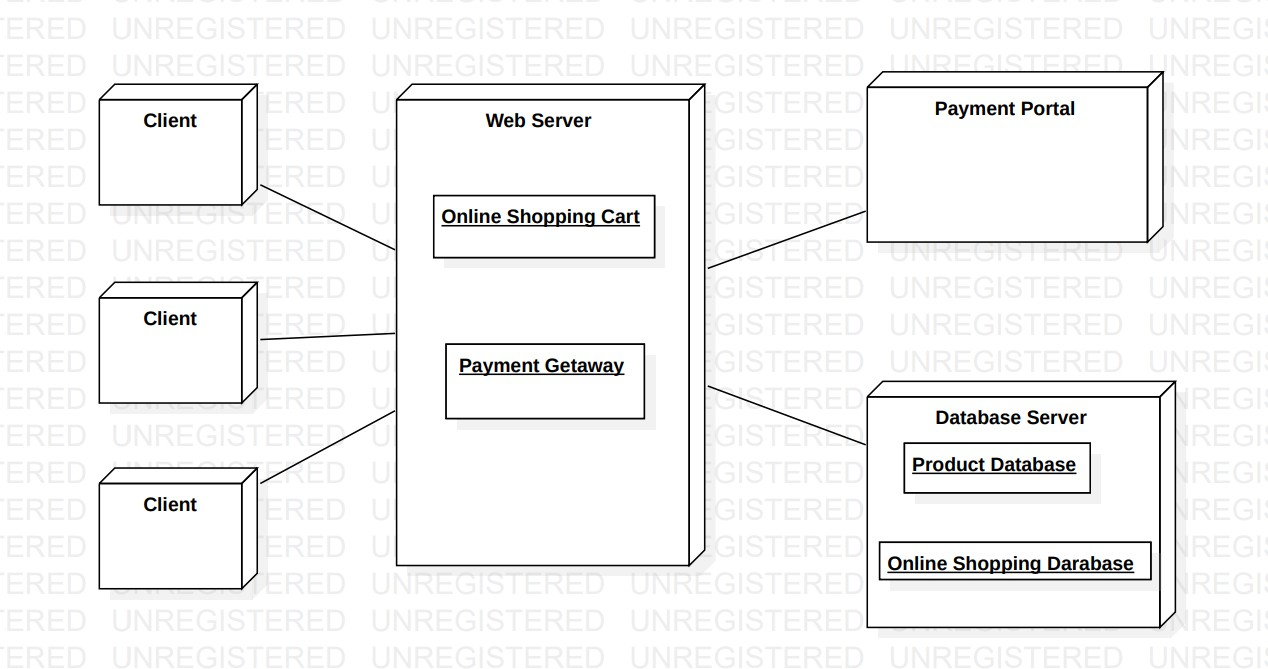 Client
Web Server
Payment Portal
Online Shopping Cart
Client
Payment Getaway
Database Server
Product Database
Client
Online Shopping Darabase
UNREGISTERED